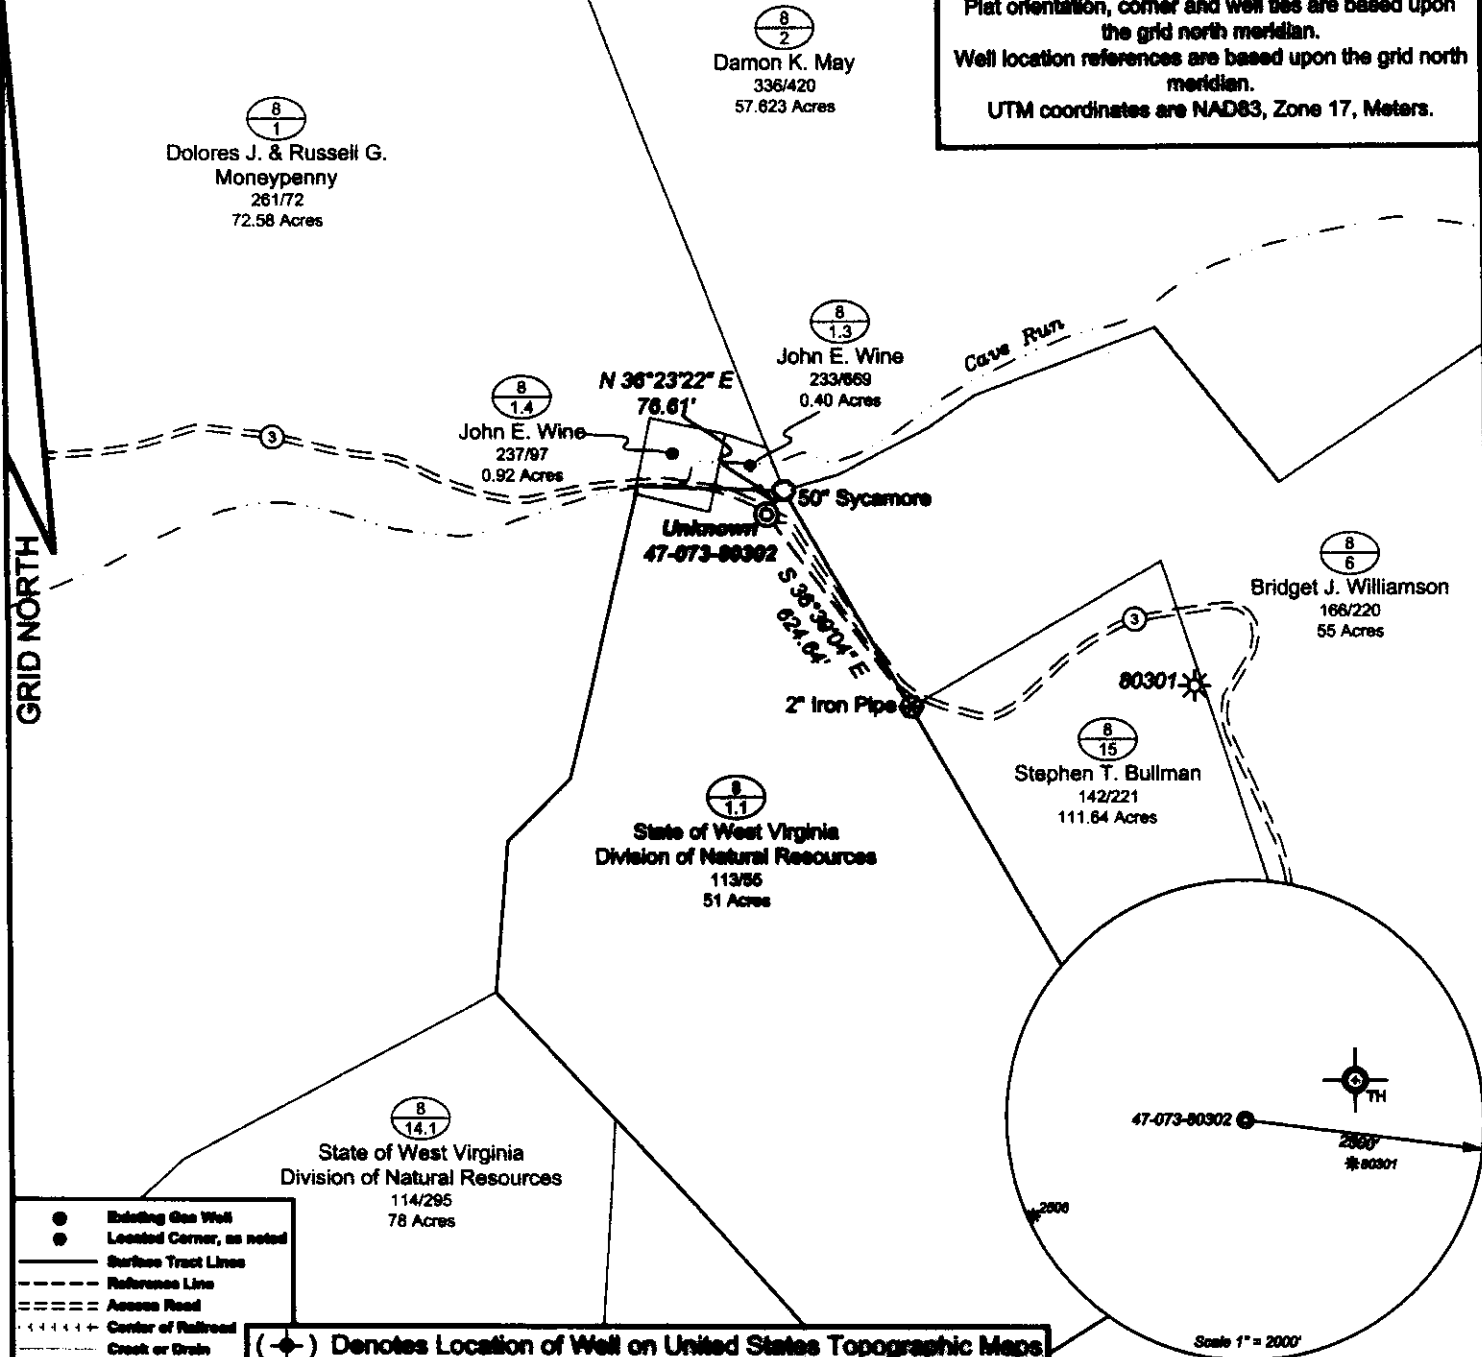 Plat orientation, corner and well ties are based upon
the grid north meridian.
Well location references are based upon the grid north
meridian.
UTM coordinates are NAD83, Zone 17, Meters.
8
2
Damon K. May
336/420
57.623 Acres
8
1
Dolores J. & Russell G.
Moneypenny
261/72
72.58 Acres
8
1.3
John E. Wine
233/669
0.40 Acres
Cave Run
N 36°23'22" E
76.61'
8
1.4
John E. Wine
237/97
0.92 Acres
3
50" Sycamore
Unknown
47-073-80302
S 36°39'04" E
624.64'
GRID NORTH
8
6
Bridget J. Williamson
166/220
55 Acres
3
80301
2" Iron Pipe
8
15
Stephen T. Bullman
142/221
111.64 Acres
8
1.1
State of West Virginia
Division of Natural Resources
113/55
51 Acres
TH
47-073-80302
80301
8
14.1
State of West Virginia
Division of Natural Resources
114/295
78 Acres
Existing Gas Well
Located Corner, as noted
Surface Tract Lines
Reference Line
Access Road
Center of Railroad
Creek or Drain
( ) Denotes Location of Well on United States Topographic Maps
Scale 1" = 2000'